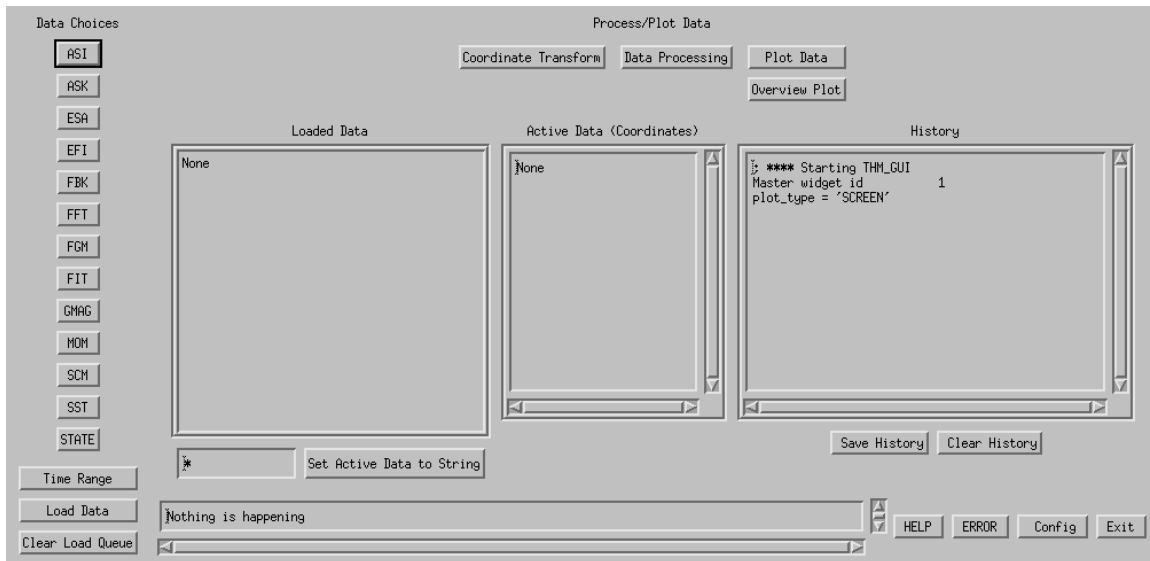 Data Choices
Process/Plot Data
ASI
Coordinate Transform
Data Processing
Plot Data
ASK
Overview Plot
ESA
EFI
FBK
FFT
FGM
FIT
GMAG
MOM
SCM
SST
STATE
Loaded Data
None
Active Data (Coordinates)
None
History
; **** Starting THM_GUI
Master widget id 1
plot_type = 'SCREEN'
Save History
Clear History
*
Set Active Data to String
Time Range
Load Data
Clear Load Queue
Nothing is happening
HELP
ERROR
Config
Exit